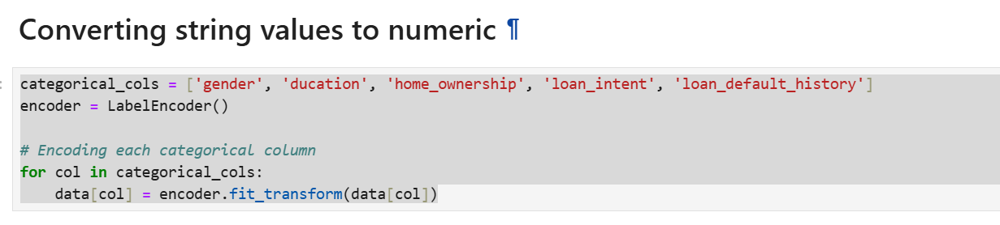 Converting string values to numeric ¶
categorical_cols = ['gender', 'ducation', 'home_ownership', 'loan_intent', 'loan_default_history']
encoder = LabelEncoder()
# Encoding each categorical column
for col in categorical_cols:
    data[col] = encoder.fit_transform(data[col])